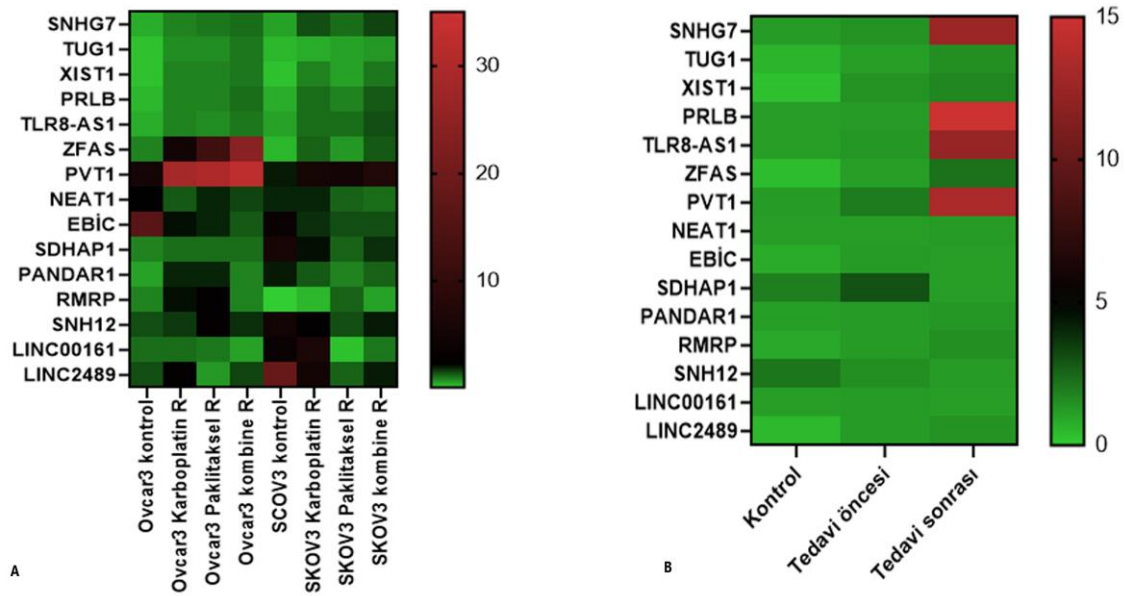 SNHG7
TUG1
XIST1
PRLB
TLR8-AS1
ZFAS
PVT1
NEAT1
EBİC
SDHAP1
PANDAR1
RMRP
SNH12
LINC00161
LINC2489
30
20
10
Ovcar3 kontrol
Ovcar3 Karboplatin R
Ovcar3 Paklitaksel R
Ovcar3 kombine R
SCOV3 kontrol
SKOV3 Karboplatin R
SKOV3 Paklitaksel R
SKOV3 kombine R
A
SNHG7
TUG1
XIST1
PRLB
TLR8-AS1
ZFAS
PVT1
NEAT1
EBİC
SDHAP1
PANDAR1
RMRP
SNH12
LINC00161
LINC2489
15
10
5
0
Kontrol
Tedavi öncesi
Tedavi sonrası
B